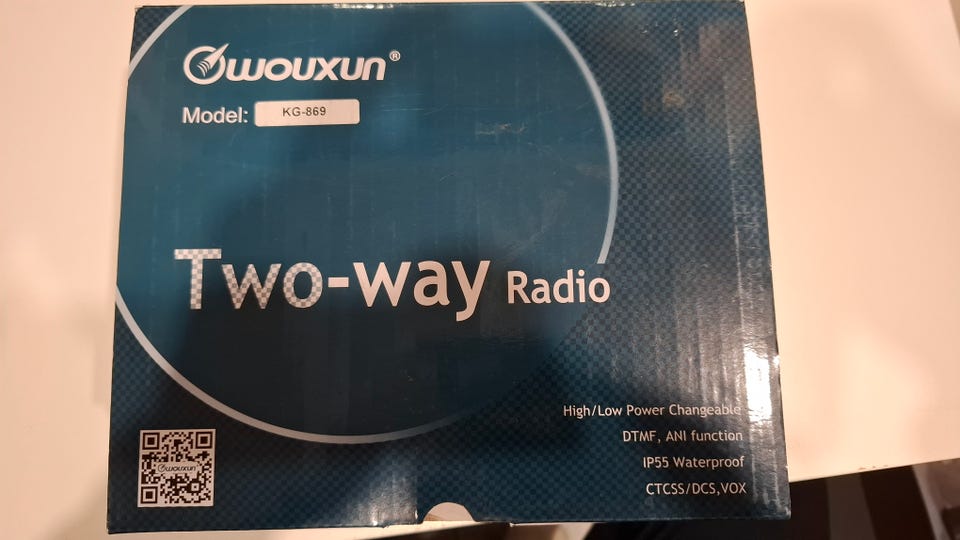 wouxun®
Model: KG-869
Two-way Radio
High/Low Power Changeable
DTMF, ANI function
IP55 Waterproof
CTCSS/DCS,VOX
wouxun